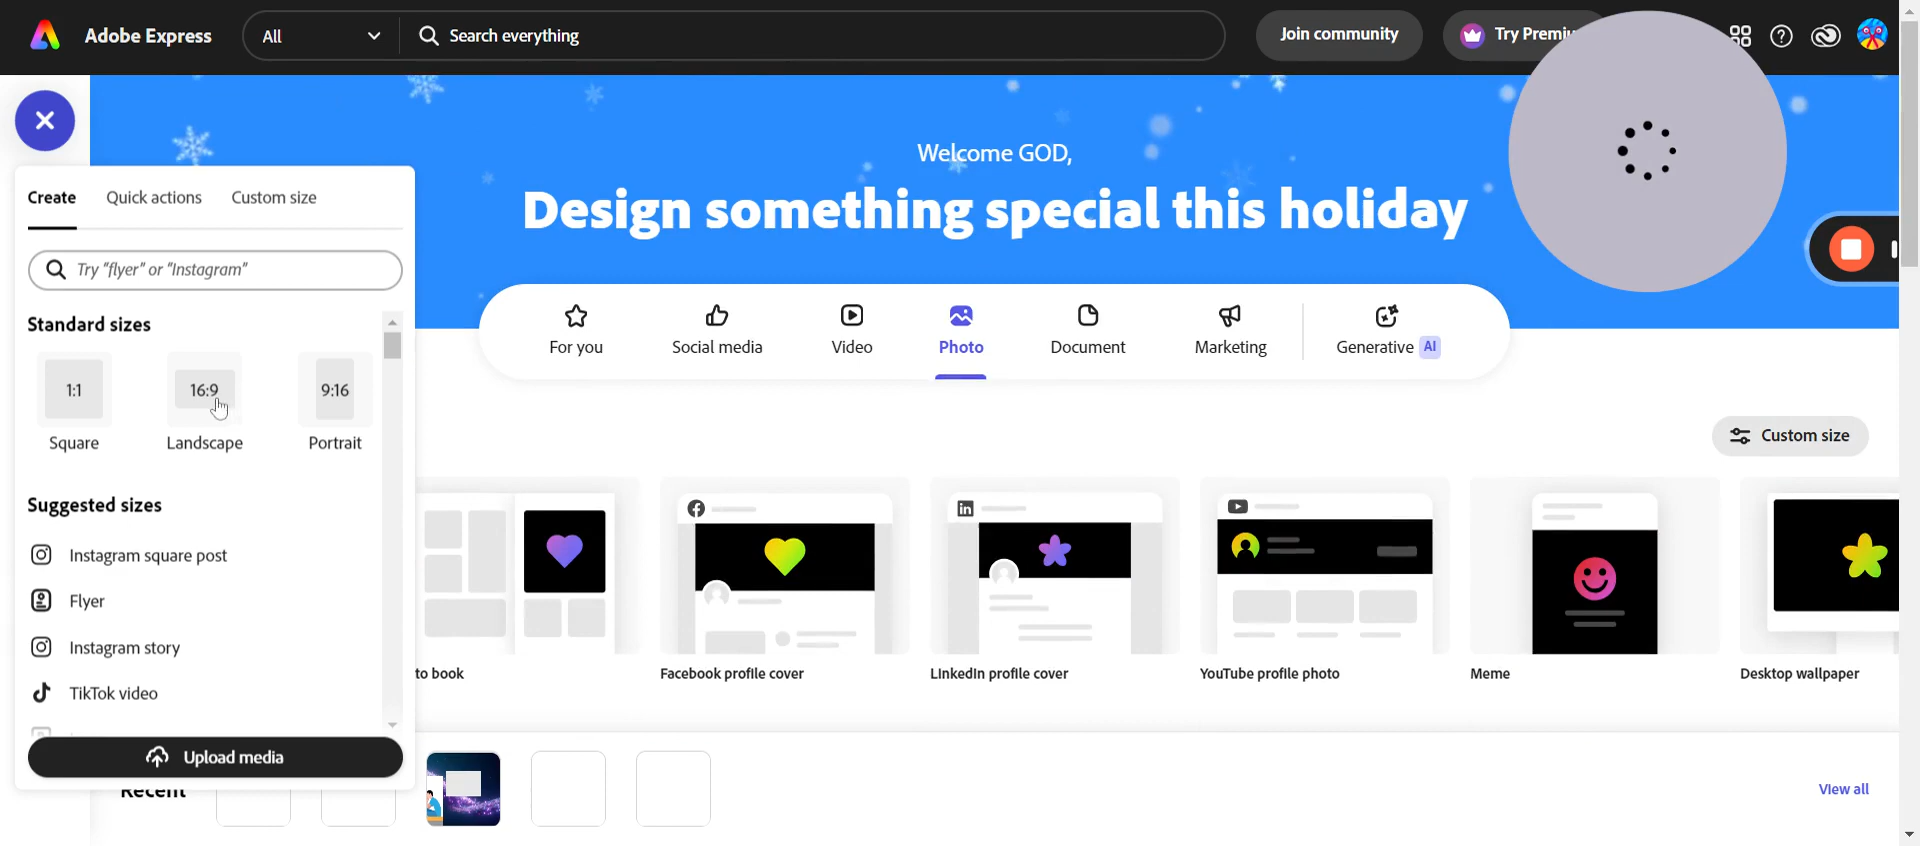 Adobe Express
All
Search everything
Join community
Try Premiu
Welcome GOD,
Design something special this holiday
Create
Quick actions
Custom size
Try "flyer" or "Instagram"
Standard sizes
1:1
16:9
9:16
Square
Landscape
Portrait
For you
Social media
Video
Photo
Document
Marketing
Generative AI
Custom size
Suggested sizes
Instagram square post
Flyer
Instagram story
TikTok video
Upload media
to book
Facebook profile cover
LinkedIn profile cover
YouTube profile photo
Meme
Desktop wallpaper
Recent
View all